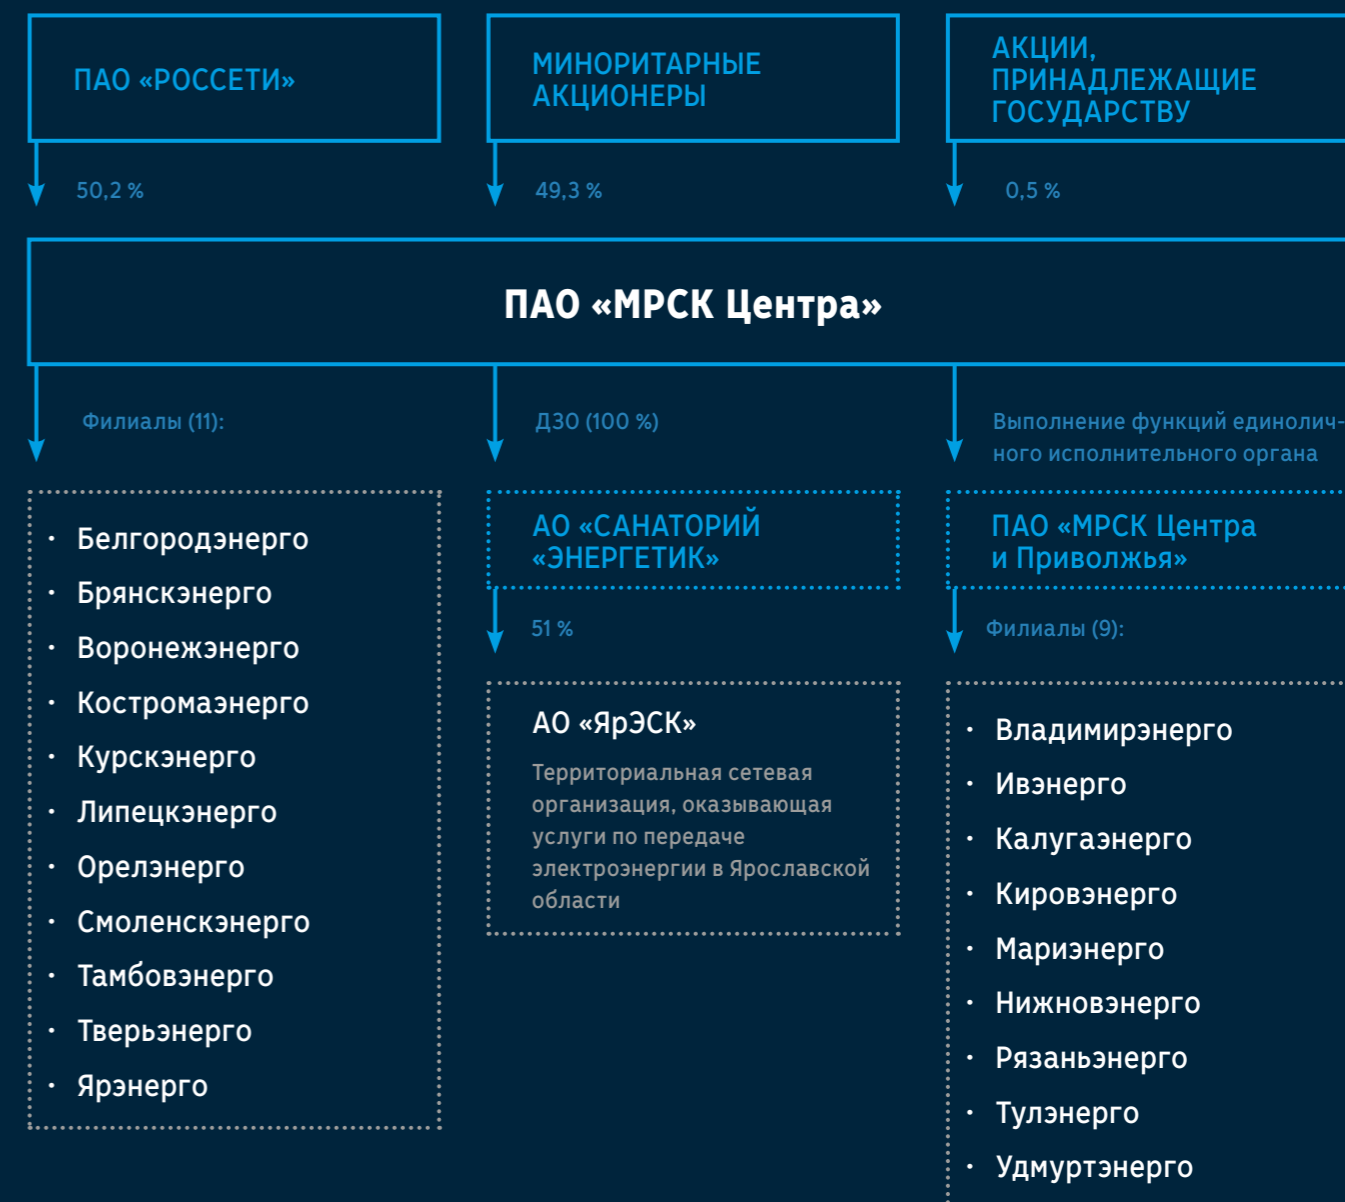 ПАО «РОССЕТИ»
МИНОРИТАРНЫЕ
АКЦИОНЕРЫ
АКЦИИ,
ПРИНАДЛЕЖАЩИЕ
ГОСУДАРСТВУ
50,2 %
49,3 %
0,5 %
ПАО «МРСК Центра»
Филиалы (11):
ДЗО (100 %)
Выполнение функций единолич-
ного исполнительного органа
· Белгородэнерго
· Брянскэнерго
· Воронежэнерго
· Костромаэнерго
· Курскэнерго
· Липецкэнерго
· Орелэнерго
· Смоленскэнерго
· Тамбовэнерго
· Тверьэнерго
· Ярэнерго
АО «САНАТОРИЙ
«ЭНЕРГЕТИК»
51 %
АО «ЯрЭСК»
Территориальная сетевая
организация, оказывающая
услуги по передаче
электроэнергии в Ярославской
области
ПАО «МРСК Центра
и Приволжья»
Филиалы (9):
· Владимирэнерго
· Ивэнерго
· Калугаэнерго
· Кировэнерго
· Мариэнерго
· Нижновэнерго
· Рязаньэнерго
· Тулэнерго
· Удмуртэнерго